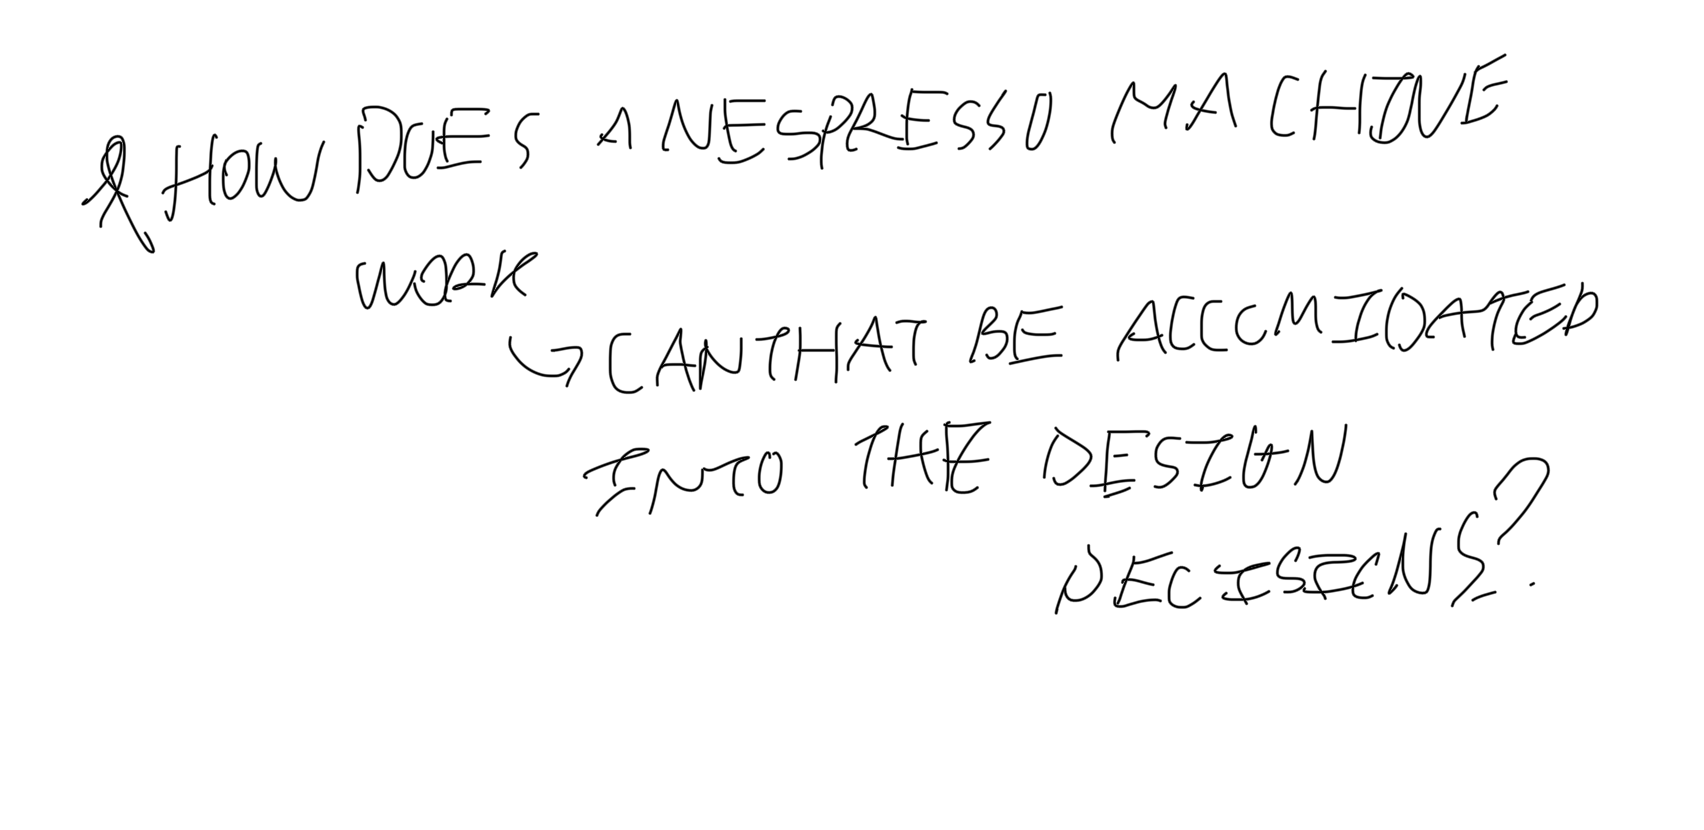 HOW DOES A NESPRESSO MACHINE
WORK
↳ CAN THAT BE ACCOMIDATED
INTO THE DESIGN
DECISIONS?